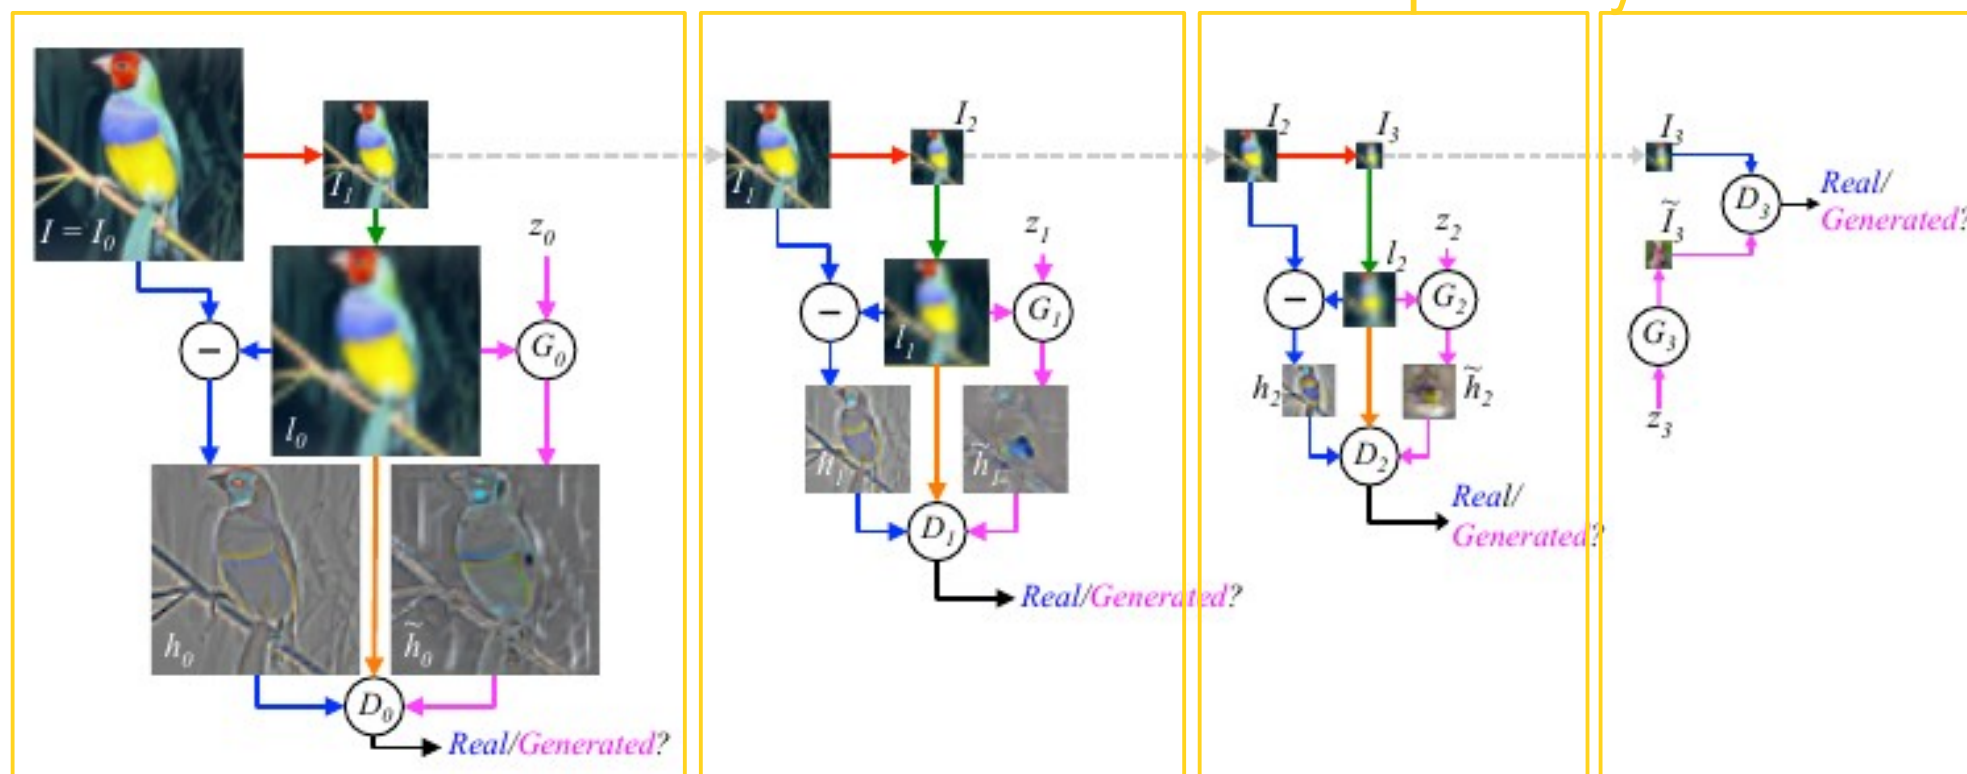 I = I₀
I₁
z₀
G₀
−
l₀
h₀
h̃₀
D₀
Real/Generated?
I₁
I₂
z₁
G₁
−
l₁
h₁
h̃₁
D₁
Real/Generated?
I₂
I₃
z₂
l₂
G₂
−
h₂
h̃₂
D₂
Real/
Generated?
I₃
D₃
Real/
Generated?
Ĩ₃
G₃
z₃